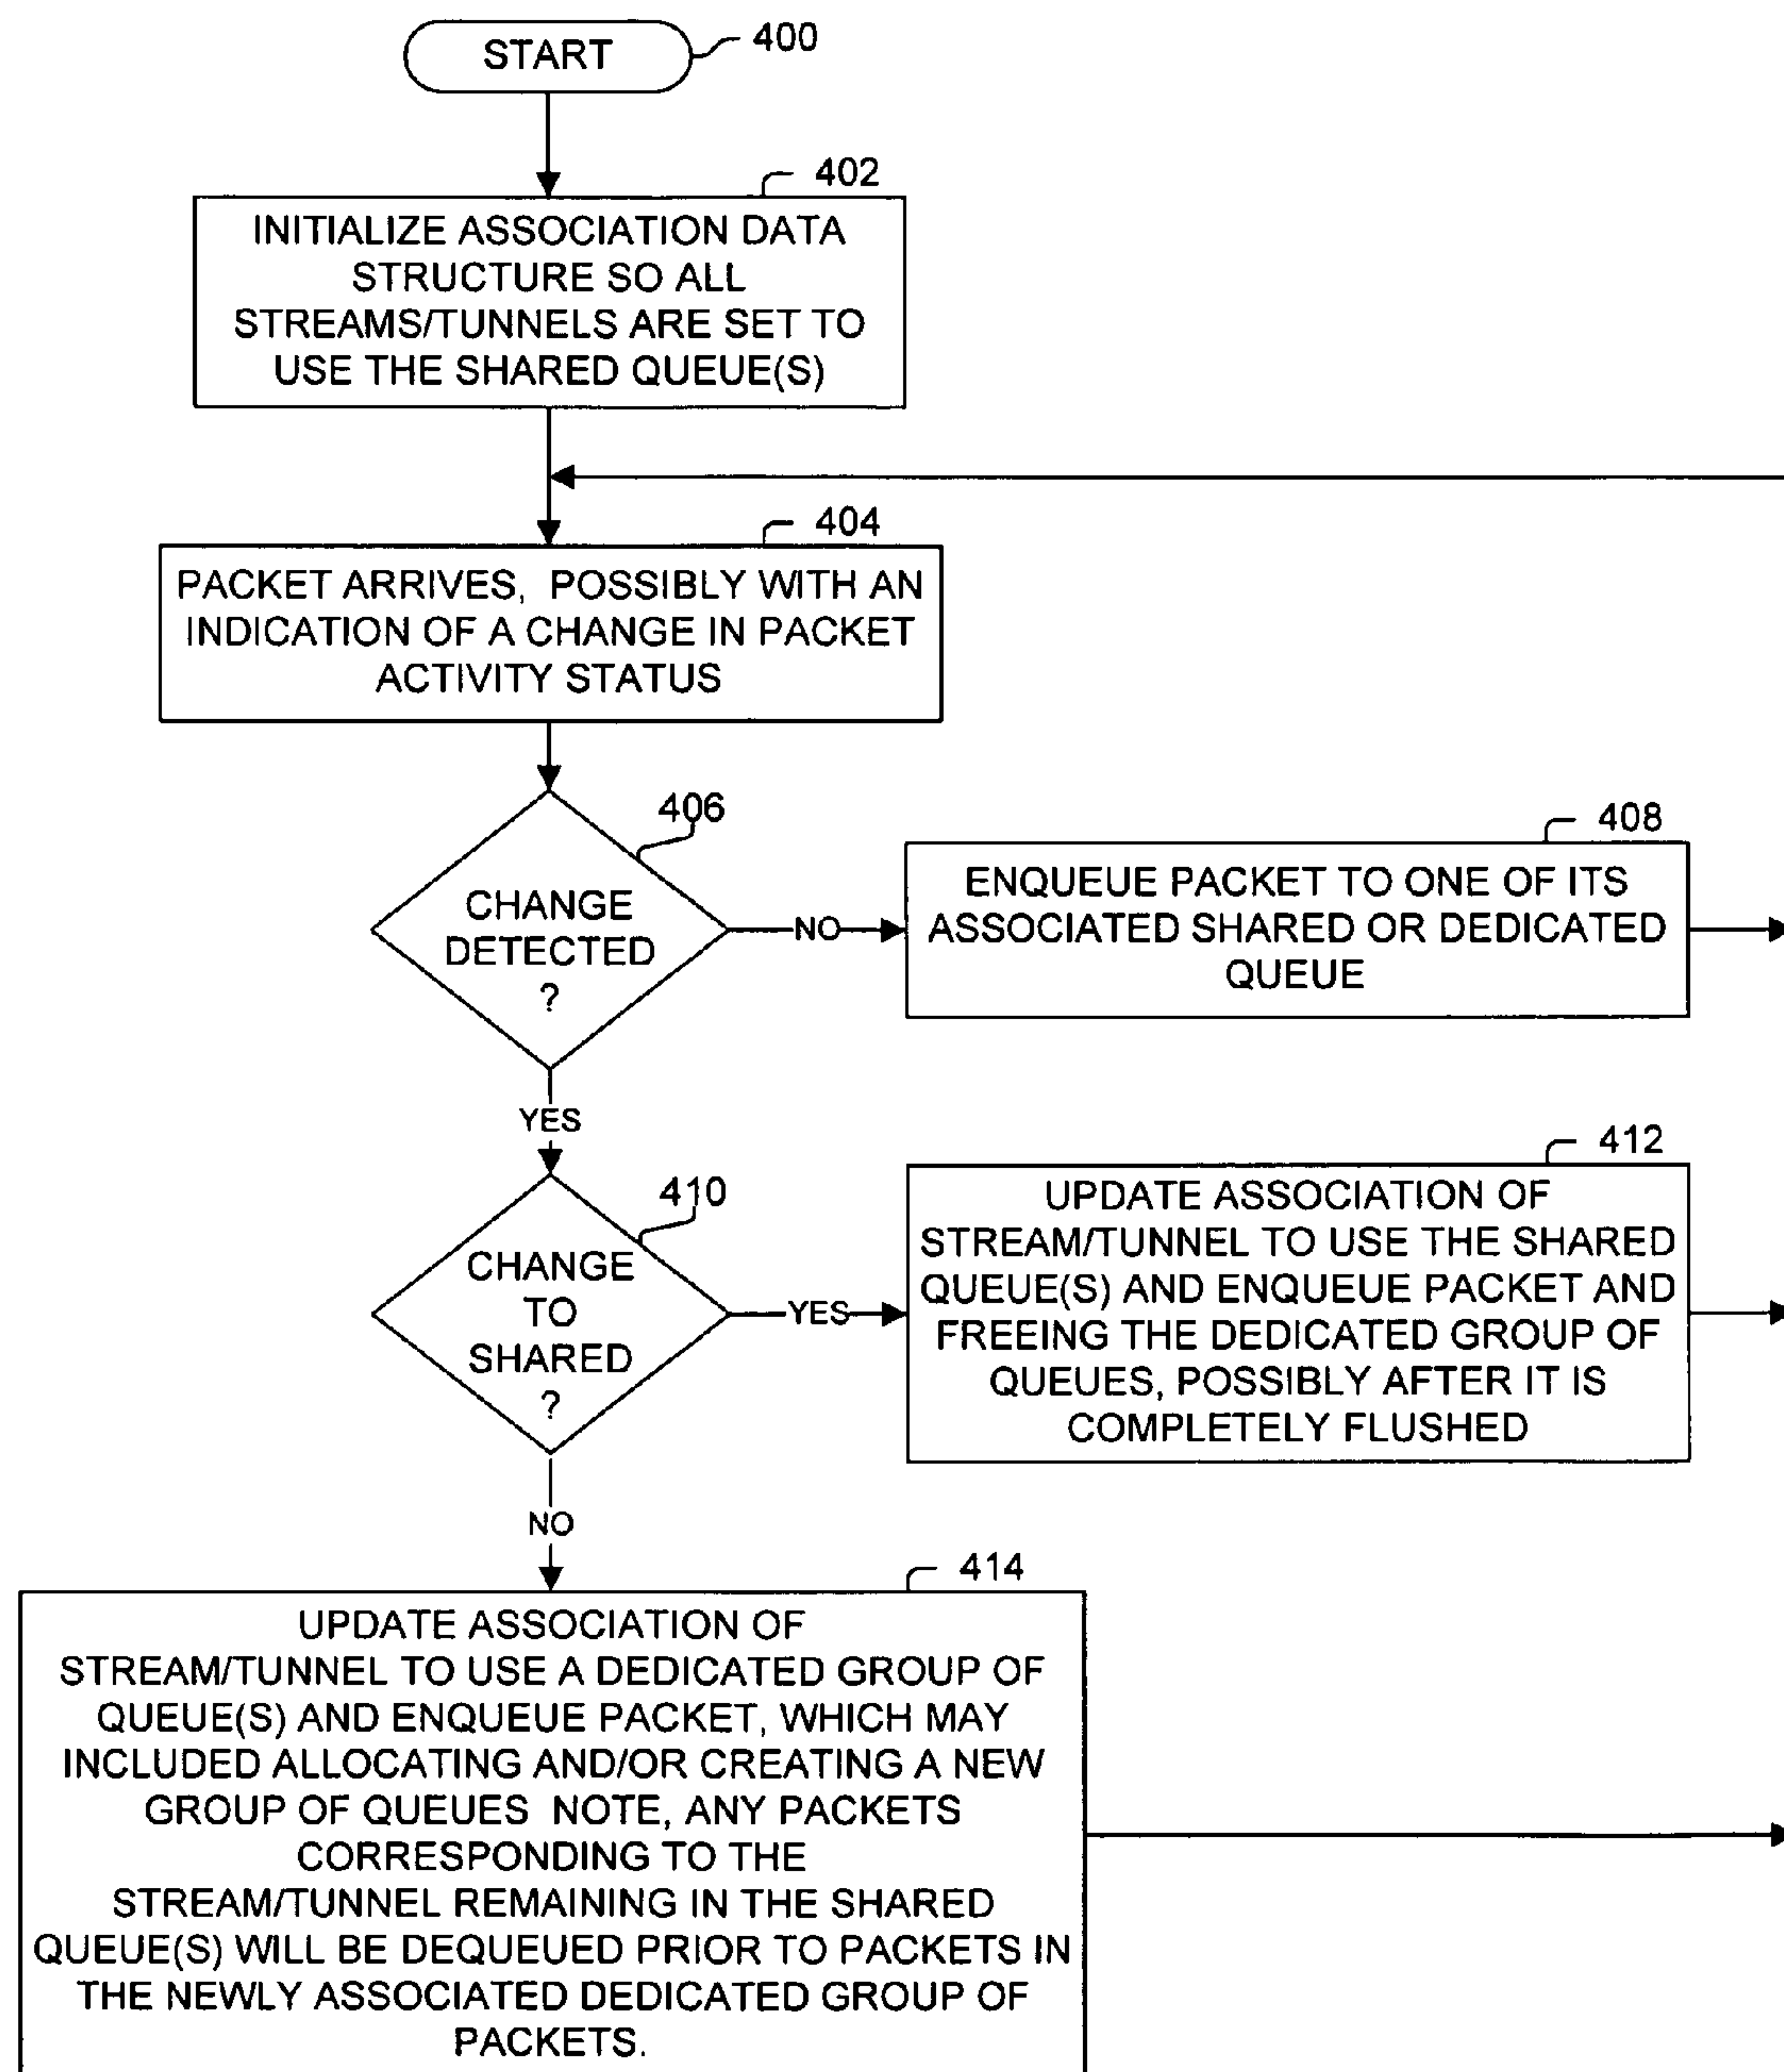 START
400
402
INITIALIZE ASSOCIATION DATA
STRUCTURE SO ALL
STREAMS/TUNNELS ARE SET TO
USE THE SHARED QUEUE(S)
404
PACKET ARRIVES, POSSIBLY WITH AN
INDICATION OF A CHANGE IN PACKET
ACTIVITY STATUS
406
CHANGE
DETECTED
?
NO
408
ENQUEUE PACKET TO ONE OF ITS
ASSOCIATED SHARED OR DEDICATED
QUEUE
YES
410
CHANGE
TO
SHARED
?
YES
412
UPDATE ASSOCIATION OF
STREAM/TUNNEL TO USE THE SHARED
QUEUE(S) AND ENQUEUE PACKET AND
FREEING THE DEDICATED GROUP OF
QUEUES, POSSIBLY AFTER IT IS
COMPLETELY FLUSHED
NO
414
UPDATE ASSOCIATION OF
STREAM/TUNNEL TO USE A DEDICATED GROUP OF
QUEUE(S) AND ENQUEUE PACKET, WHICH MAY
INCLUDED ALLOCATING AND/OR CREATING A NEW
GROUP OF QUEUES NOTE, ANY PACKETS
CORRESPONDING TO THE
STREAM/TUNNEL REMAINING IN THE SHARED
QUEUE(S) WILL BE DEQUEUED PRIOR TO PACKETS IN
THE NEWLY ASSOCIATED DEDICATED GROUP OF
PACKETS.